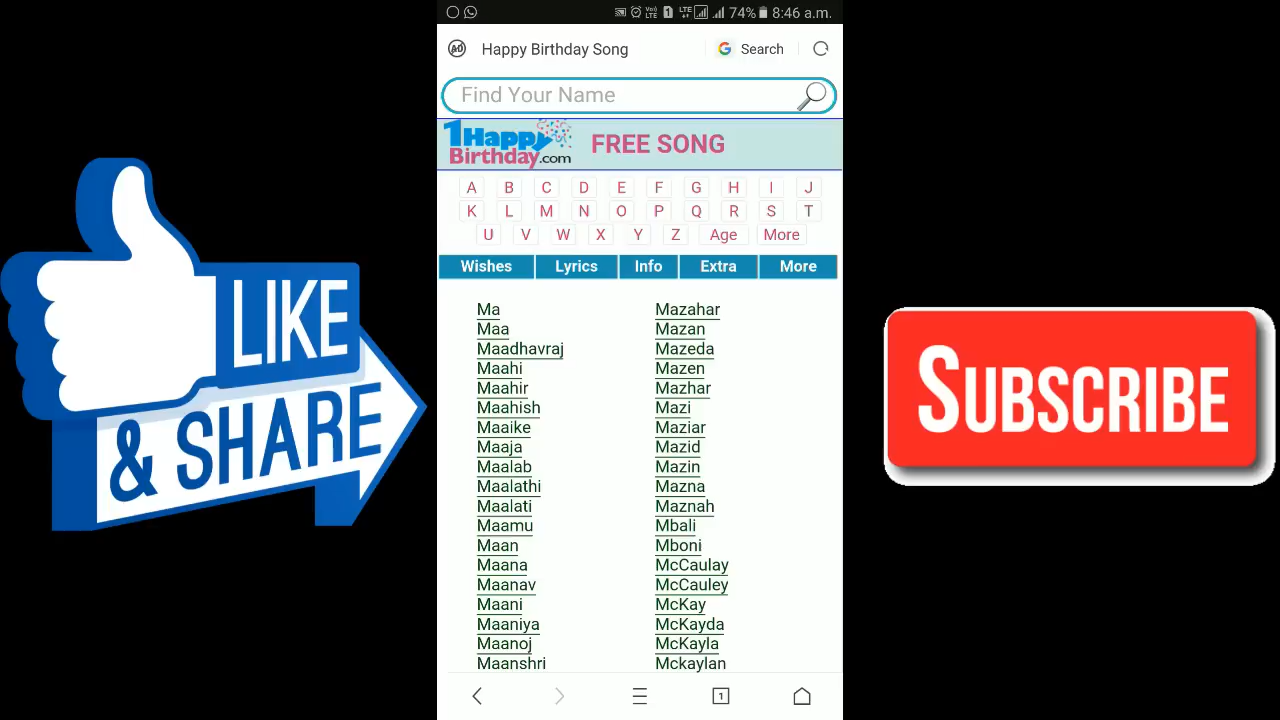 74% 8:46 a.m.
AD Happy Birthday Song Search
Find Your Name
1Happy Birthday.com FREE SONG
A B C D E F G H I J
K L M N O P Q R S T
U V W X Y Z Age More
Wishes Lyrics Info Extra More
Ma Mazahar
Maa Mazan
Maadhavraj Mazeda
Maahi Mazen
Maahir Mazhar
Maahish Mazi
Maaike Maziar
Maaja Mazid
Maalab Mazin
Maalathi Mazna
Maalati Maznah
Maamu Mbali
Maan Mboni
Maana McCaulay
Maanav McCauley
Maani McKay
Maaniya McKayda
Maanoj McKayla
Maanshri Mckaylan
1
LIKE
& SHARE
SUBSCRIBE